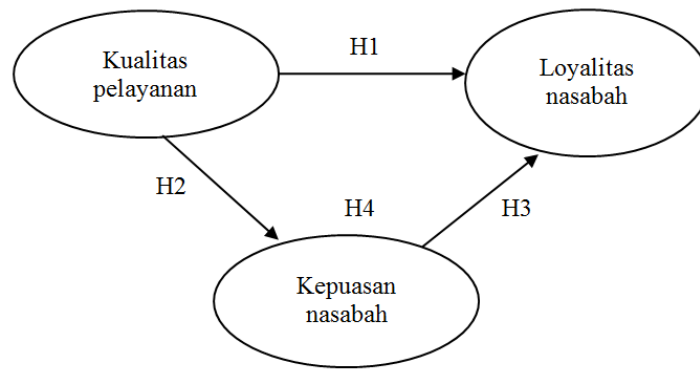 Kualitas
pelayanan
H1
Loyalitas
nasabah
H2
H4
H3
Kepuasan
nasabah